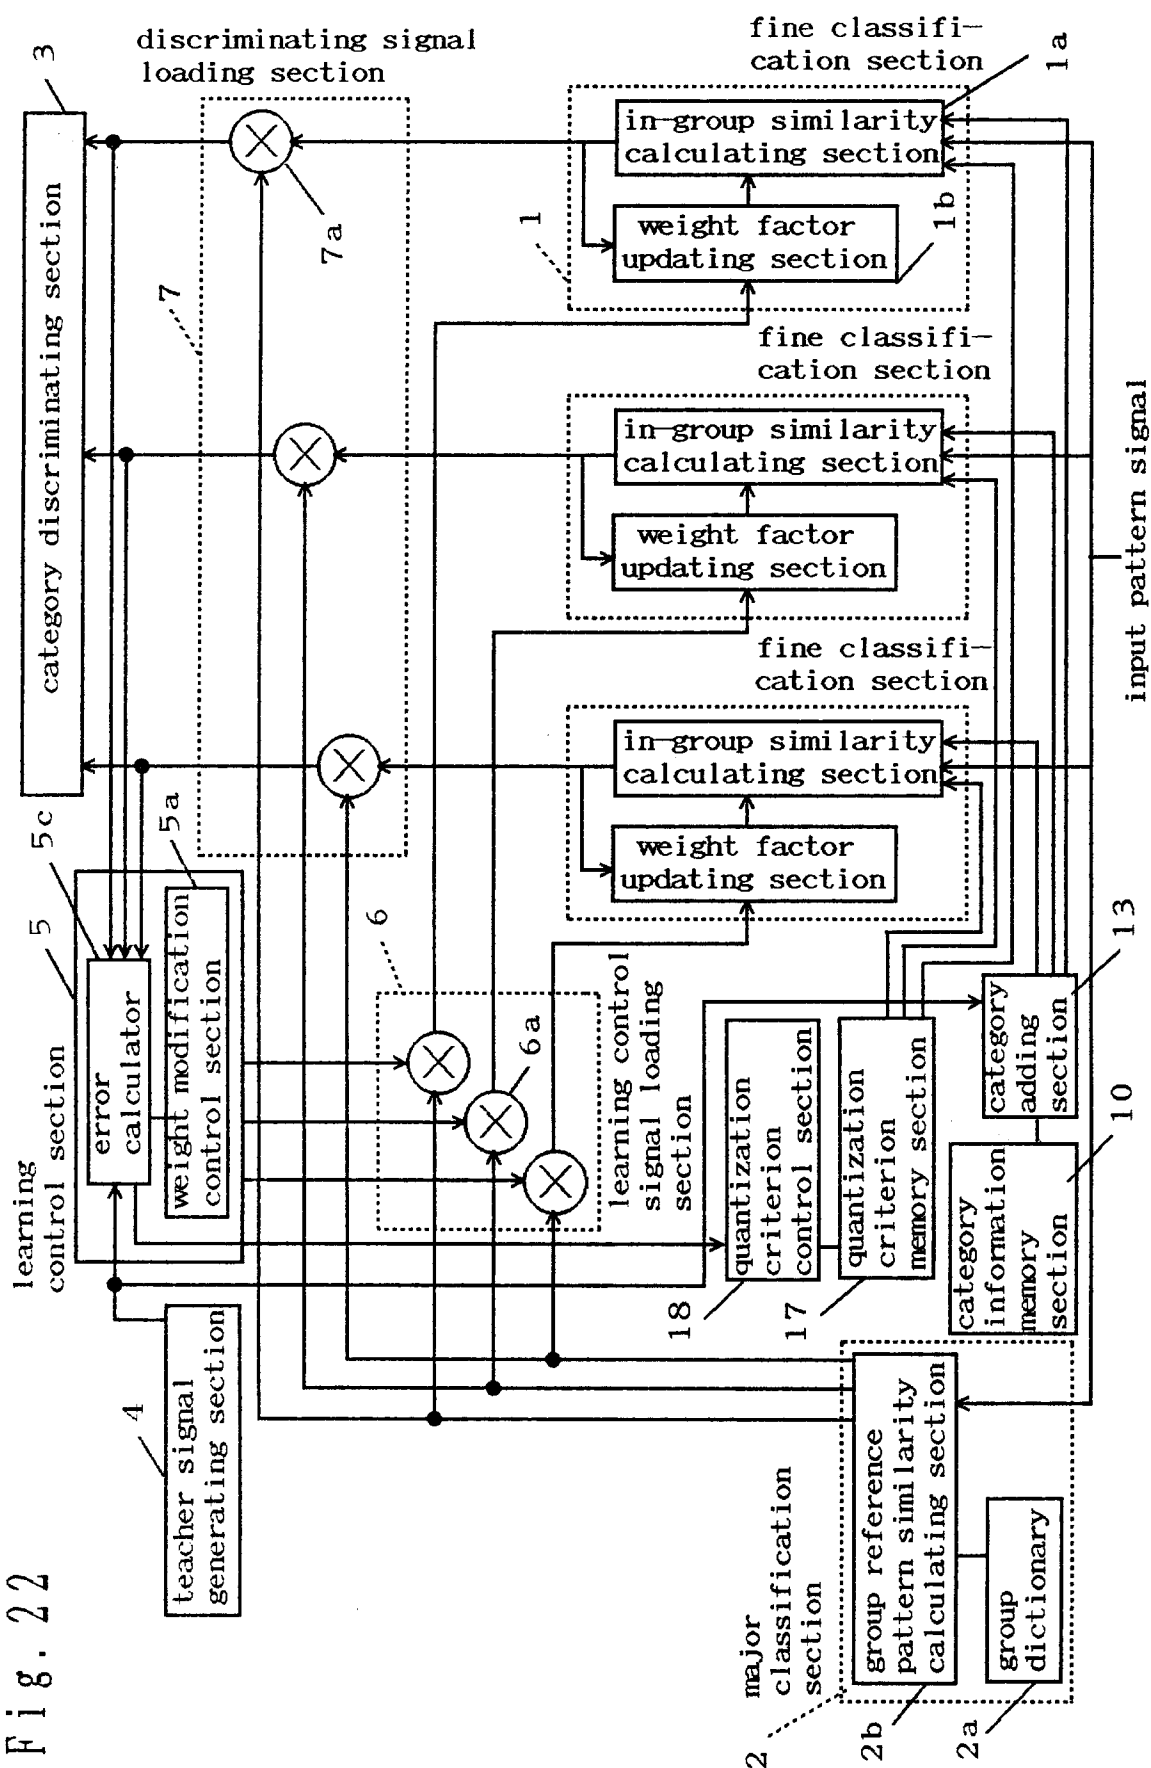 Fig. 22
discriminating signal
loading section
fine classifi-
cation section
3
1a
category discriminating section
7
7a
in-group similarity
calculating section
1
1b
weight factor
updating section
fine classifi-
cation section
in-group similarity
calculating section
weight factor
updating section
fine classifi-
cation section
in-group similarity
calculating section
weight factor
updating section
input pattern signal
learning
control section
5
5c
5a
error
calculator
weight modification
control section
6
6a
learning control
signal loading
section
4
teacher signal
generating section
quantization
criterion
control section
18
quantization
criterion
memory section
17
category
adding
section
13
category
information
memory
section
10
major
classification
section
2
group reference
pattern similarity
calculating section
2b
group
dictionary
2a